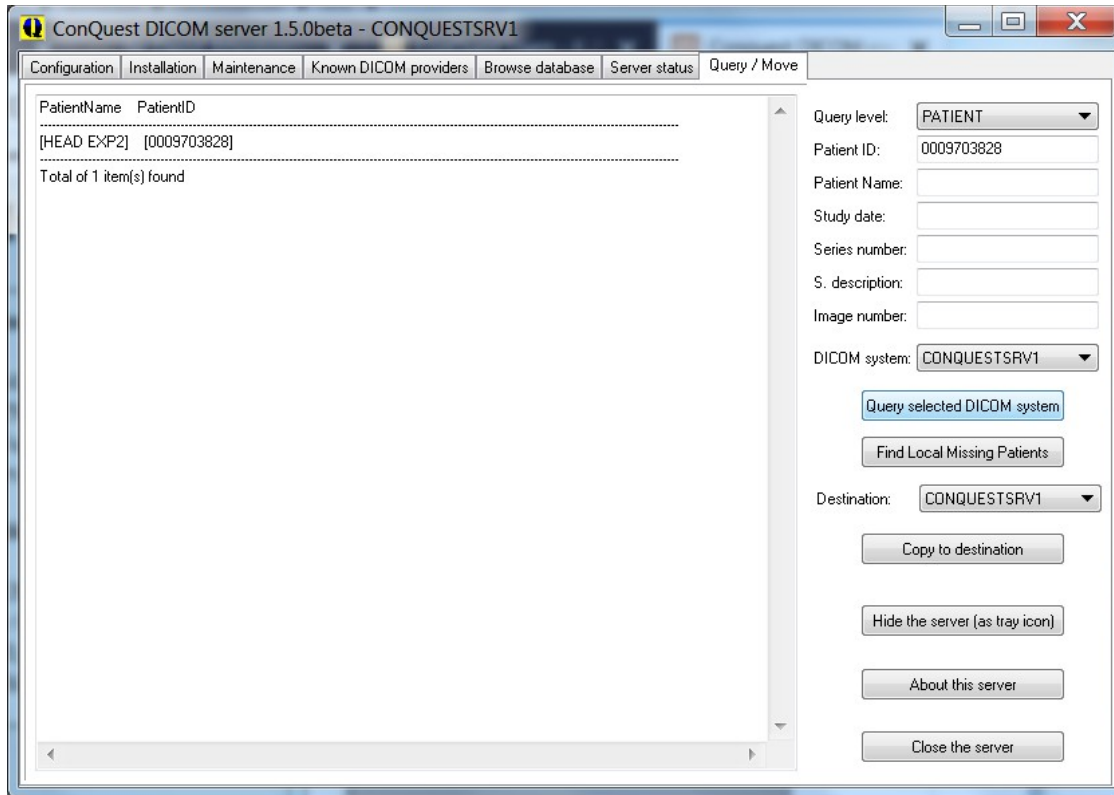 ConQuest DICOM server 1.5.0beta - CONQUESTSRV1
Configuration Installation Maintenance Known DICOM providers Browse database Server status Query / Move
PatientName PatientID
[HEAD EXP2] [0009703828]
Total of 1 item(s) found
Query level: PATIENT
Patient ID: 0009703828
Patient Name:
Study date:
Series number:
S. description:
Image number:
DICOM system: CONQUESTSRV1
Query selected DICOM system
Find Local Missing Patients
Destination: CONQUESTSRV1
Copy to destination
Hide the server (as tray icon)
About this server
Close the server